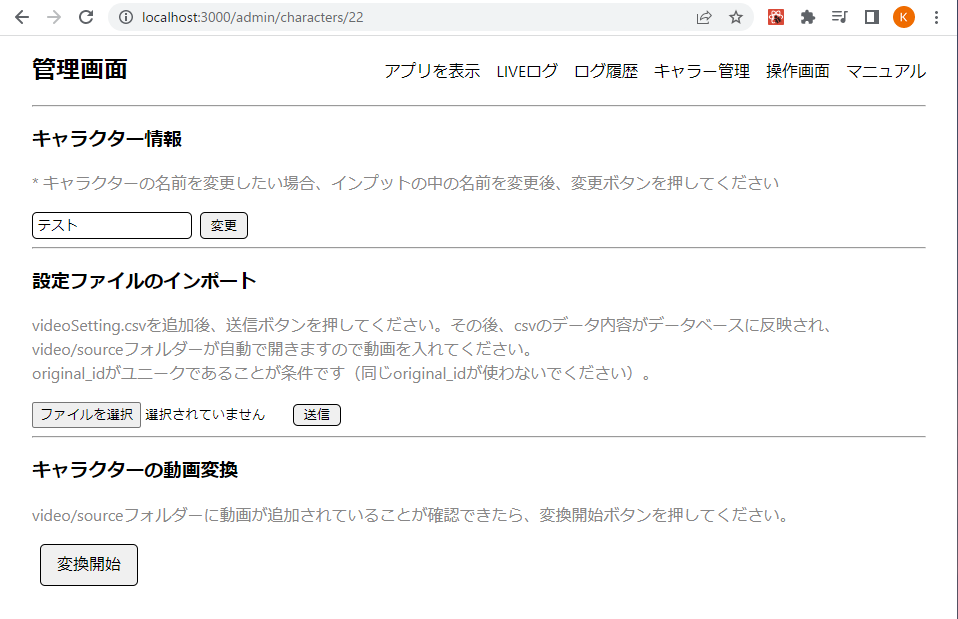 localhost:3000/admin/characters/22
K
管理画面
アプリを表示 LIVEログ ログ履歴 キャラー管理 操作画面 マニュアル
キャラクター情報
* キャラクターの名前を変更したい場合、インプットの中の名前を変更後、変更ボタンを押してください
テスト 変更
設定ファイルのインポート
videoSetting.csvを追加後、送信ボタンを押してください。その後、csvのデータ内容がデータベースに反映され、
video/sourceフォルダーが自動で開きますので動画を入れてください。
original_idがユニークであることが条件です（同じoriginal_idが使わないでください）。
ファイルを選択 選択されていません 送信
キャラクターの動画変換
video/sourceフォルダーに動画が追加されていることが確認できたら、変換開始ボタンを押してください。
変換開始